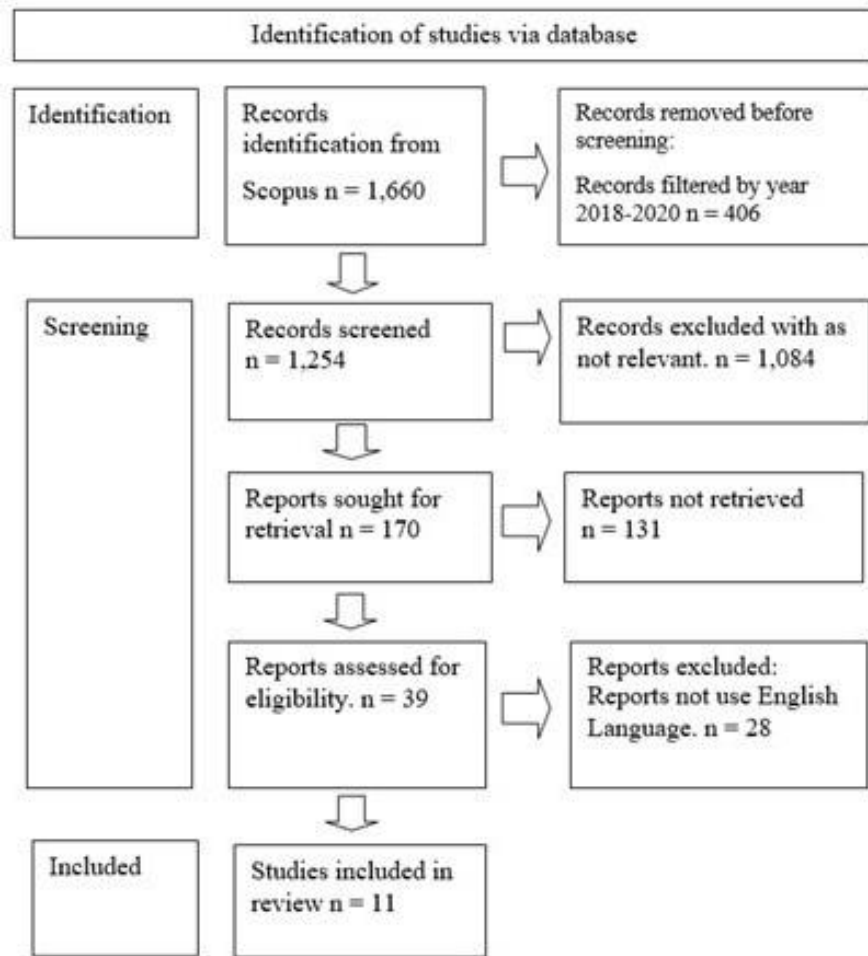 Identification of studies via database
Identification
Records
identification from
Scopus n = 1,660
Records removed before
screening:
Records filtered by year
2018-2020 n = 406
Screening
Records screened
n = 1,254
Records excluded with as
not relevant. n = 1,084
Reports sought for
retrieval n = 170
Reports not retrieved
n = 131
Reports assessed for
eligibility. n = 39
Reports excluded:
Reports not use English
Language. n = 28
Included
Studies included in
review n = 11